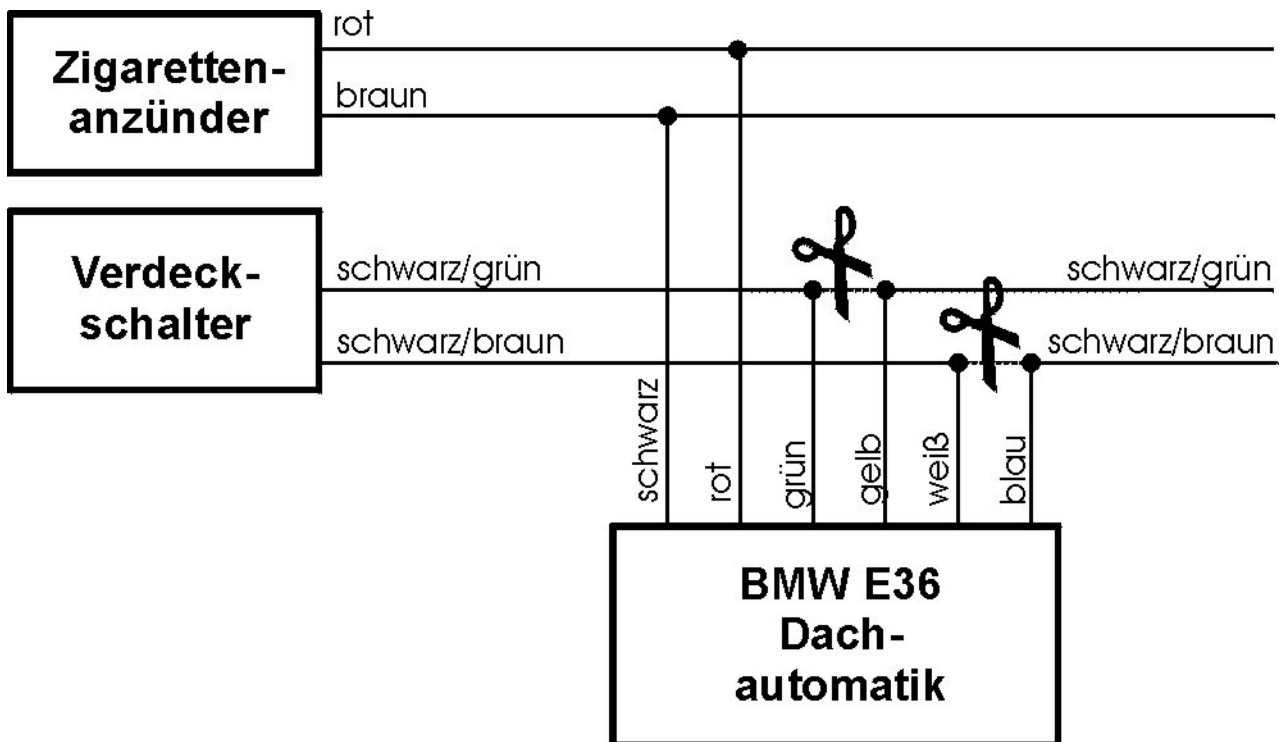 rot
Zigaretten-
anzünder
braun
Verdeck-
schalter
schwarz/grün
schwarz/grün
schwarz/braun
schwarz/braun
schwarz
rot
grün
gelb
weiß
blau
BMW E36
Dach-
automatik